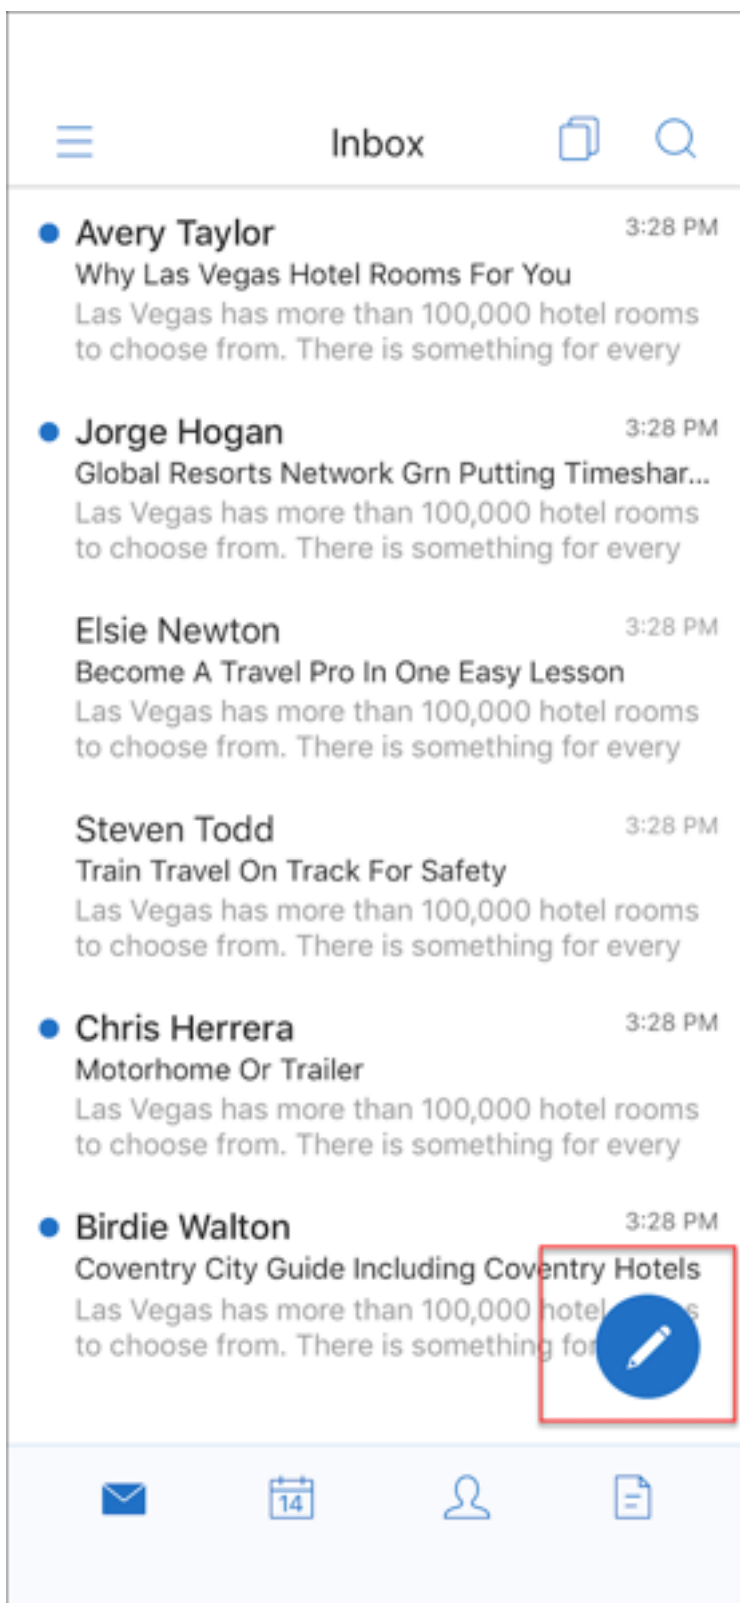 Inbox
Avery Taylor 3:28 PM
Why Las Vegas Hotel Rooms For You
Las Vegas has more than 100,000 hotel rooms
to choose from. There is something for every
Jorge Hogan 3:28 PM
Global Resorts Network Grn Putting Timeshar...
Las Vegas has more than 100,000 hotel rooms
to choose from. There is something for every
Elsie Newton 3:28 PM
Become A Travel Pro In One Easy Lesson
Las Vegas has more than 100,000 hotel rooms
to choose from. There is something for every
Steven Todd 3:28 PM
Train Travel On Track For Safety
Las Vegas has more than 100,000 hotel rooms
to choose from. There is something for every
Chris Herrera 3:28 PM
Motorhome Or Trailer
Las Vegas has more than 100,000 hotel rooms
to choose from. There is something for every
Birdie Walton 3:28 PM
Coventry City Guide Including Coventry Hotels
Las Vegas has more than 100,000 hotel
to choose from. There is something for
14